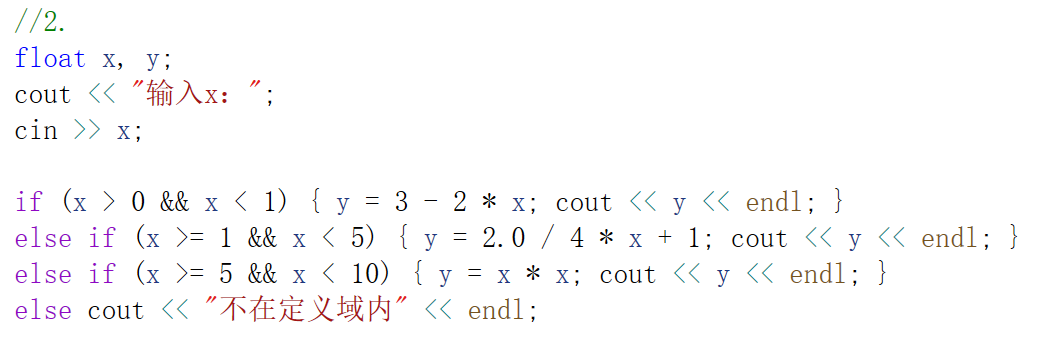 //2.
float x, y;
cout << "输入x：";
cin >> x;
if (x > 0 && x < 1) { y = 3 - 2 * x; cout << y << endl; }
else if (x >= 1 && x < 5) { y = 2.0 / 4 * x + 1; cout << y << endl; }
else if (x >= 5 && x < 10) { y = x * x; cout << y << endl; }
else cout << "不在定义域内" << endl;